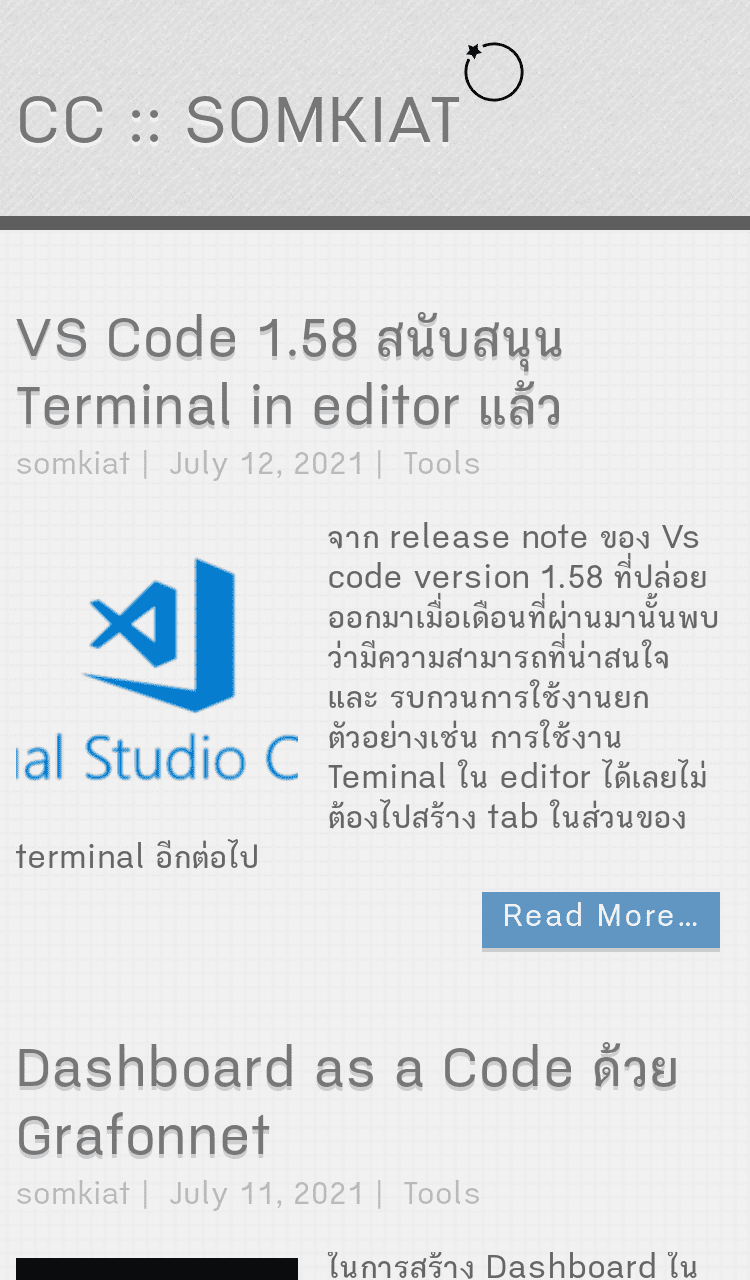 CC :: SOMKIAT
VS Code 1.58 สนับสนุน
Terminal in editor แล้ว
somkiat | July 12, 2021 | Tools
จาก release note ของ Vs
code version 1.58 ที่ปล่อย
ออกมาเมื่อเดือนที่ผ่านมานั้นพบ
ว่ามีความสามารถที่น่าสนใจ
และ รบกวนการใช้งานยก
ตัวอย่างเช่น การใช้งาน
Teminal ใน editor ได้เลยไม่
ต้องไปสร้าง tab ในส่วนของ
terminal อีกต่อไป
ual Studio C
Read More…
Dashboard as a Code ด้วย
Grafonnet
somkiat | July 11, 2021 | Tools
ในการสร้าง Dashboard ใน